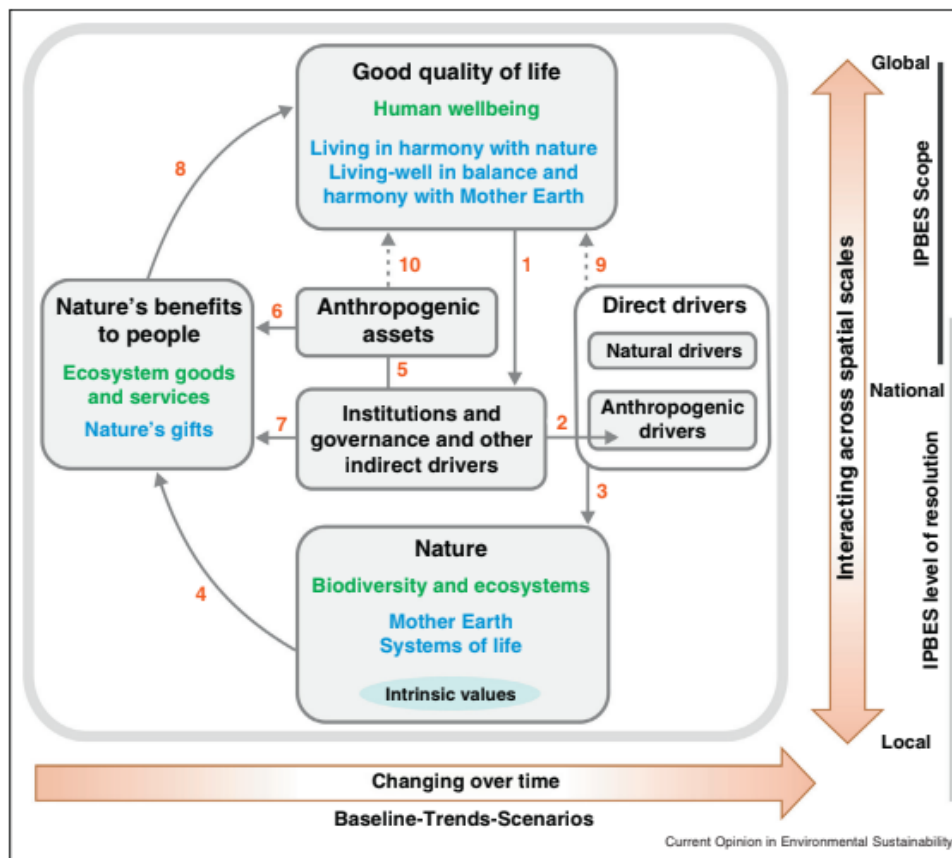 Good quality of life
Human wellbeing
Living in harmony with nature
Living-well in balance and
harmony with Mother Earth
8
10
1
9
Nature's benefits
to people
Ecosystem goods
and services
Nature's gifts
6
Anthropogenic
assets
5
7
Institutions and
governance and other
indirect drivers
2
Direct drivers
Natural drivers
Anthropogenic
drivers
3
4
Nature
Biodiversity and ecosystems
Mother Earth
Systems of life
Intrinsic values
Interacting across spatial scales
Global
IPBES Scope
National
IPBES level of resolution
Local
Changing over time
Baseline-Trends-Scenarios
Current Opinion in Environmental Sustainability